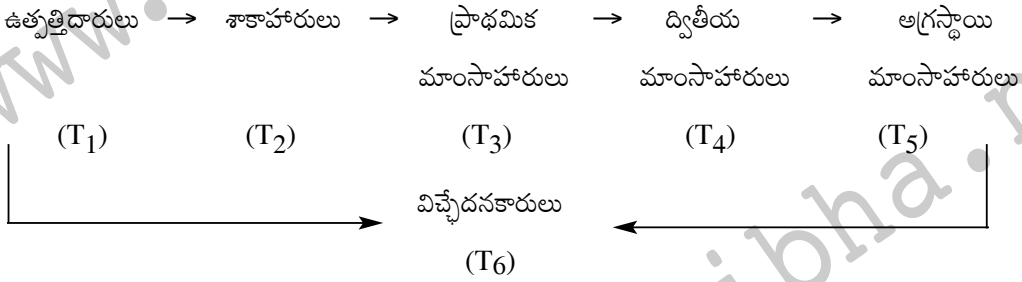 ఉత్పత్తిదారులు → శాకాహారులు → ప్రాథమిక → ద్వితీయ → అగ్రస్థాయి
మాంసాహారులు మాంసాహారులు మాంసాహారులు
(T1) (T2) (T3) (T4) (T5)
విచ్ఛేదనకారులు
(T6)